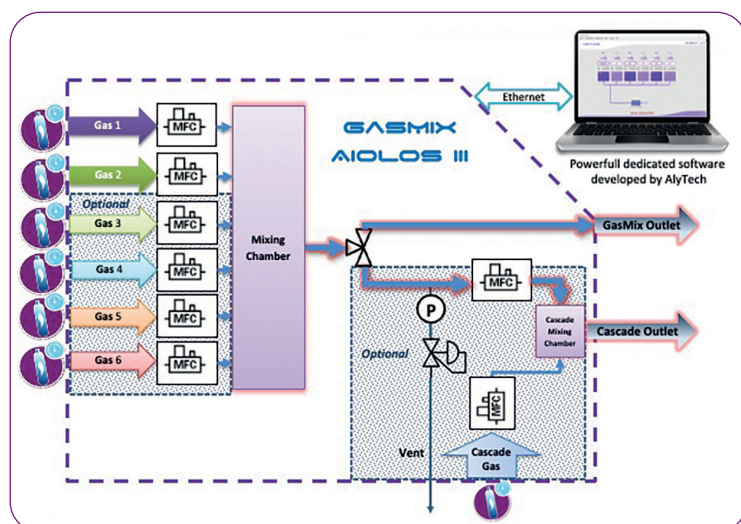 GASMIX
AIOLOS III
Ethernet
Powerfull dedicated software
developed by AlyTech
Gas 1
MFC
Gas 2
MFC
Optional
Gas 3
MFC
Gas 4
MFC
Gas 5
MFC
Gas 6
MFC
Mixing
Chamber
GasMix Outlet
MFC
P
Cascade
Mixing
Chamber
Cascade Outlet
Optional
MFC
Vent
Cascade
Gas